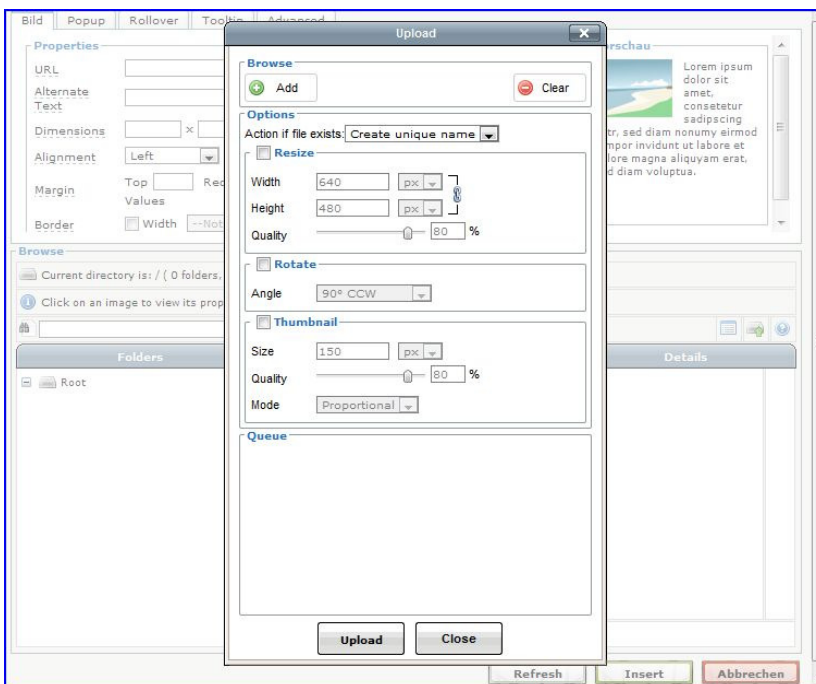 Bild Popup Rollover Tooltip Advanced
Properties
URL
Alternate
Text
Dimensions x
Alignment Left
Margin Top
Values
Border Width
Vorschau
Lorem ipsum
dolor sit
amet,
consetetur
sadipscing
tr, sed diam nonumy eirmod
mpor invidunt ut labore et
lore magna aliquyam erat,
d diam voluptua.
Browse
Current directory is: / ( 0 folders,
Click on an image to view its prop
Folders
Details
Root
Upload
Browse
Add Clear
Options
Action if file exists: Create unique name
Resize
Width 640 px
Height 480 px
Quality 80 %
Rotate
Angle 90° CCW
Thumbnail
Size 150 px
Quality 80 %
Mode Proportional
Queue
Upload Close
Refresh Insert Abbrechen